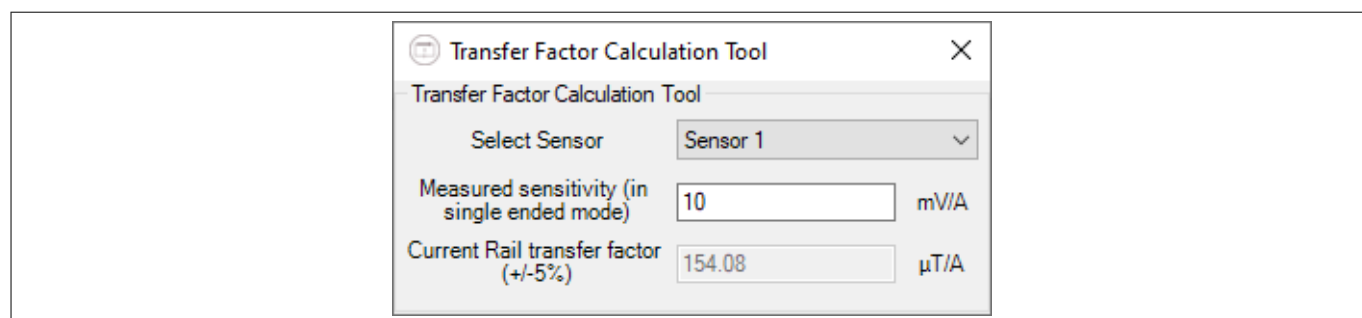 Transfer Factor Calculation Tool
Transfer Factor Calculation Tool
Select Sensor Sensor 1
Measured sensitivity (in
single ended mode) 10 mV/A
Current Rail transfer factor
(+/-5%) 154.08 µT/A